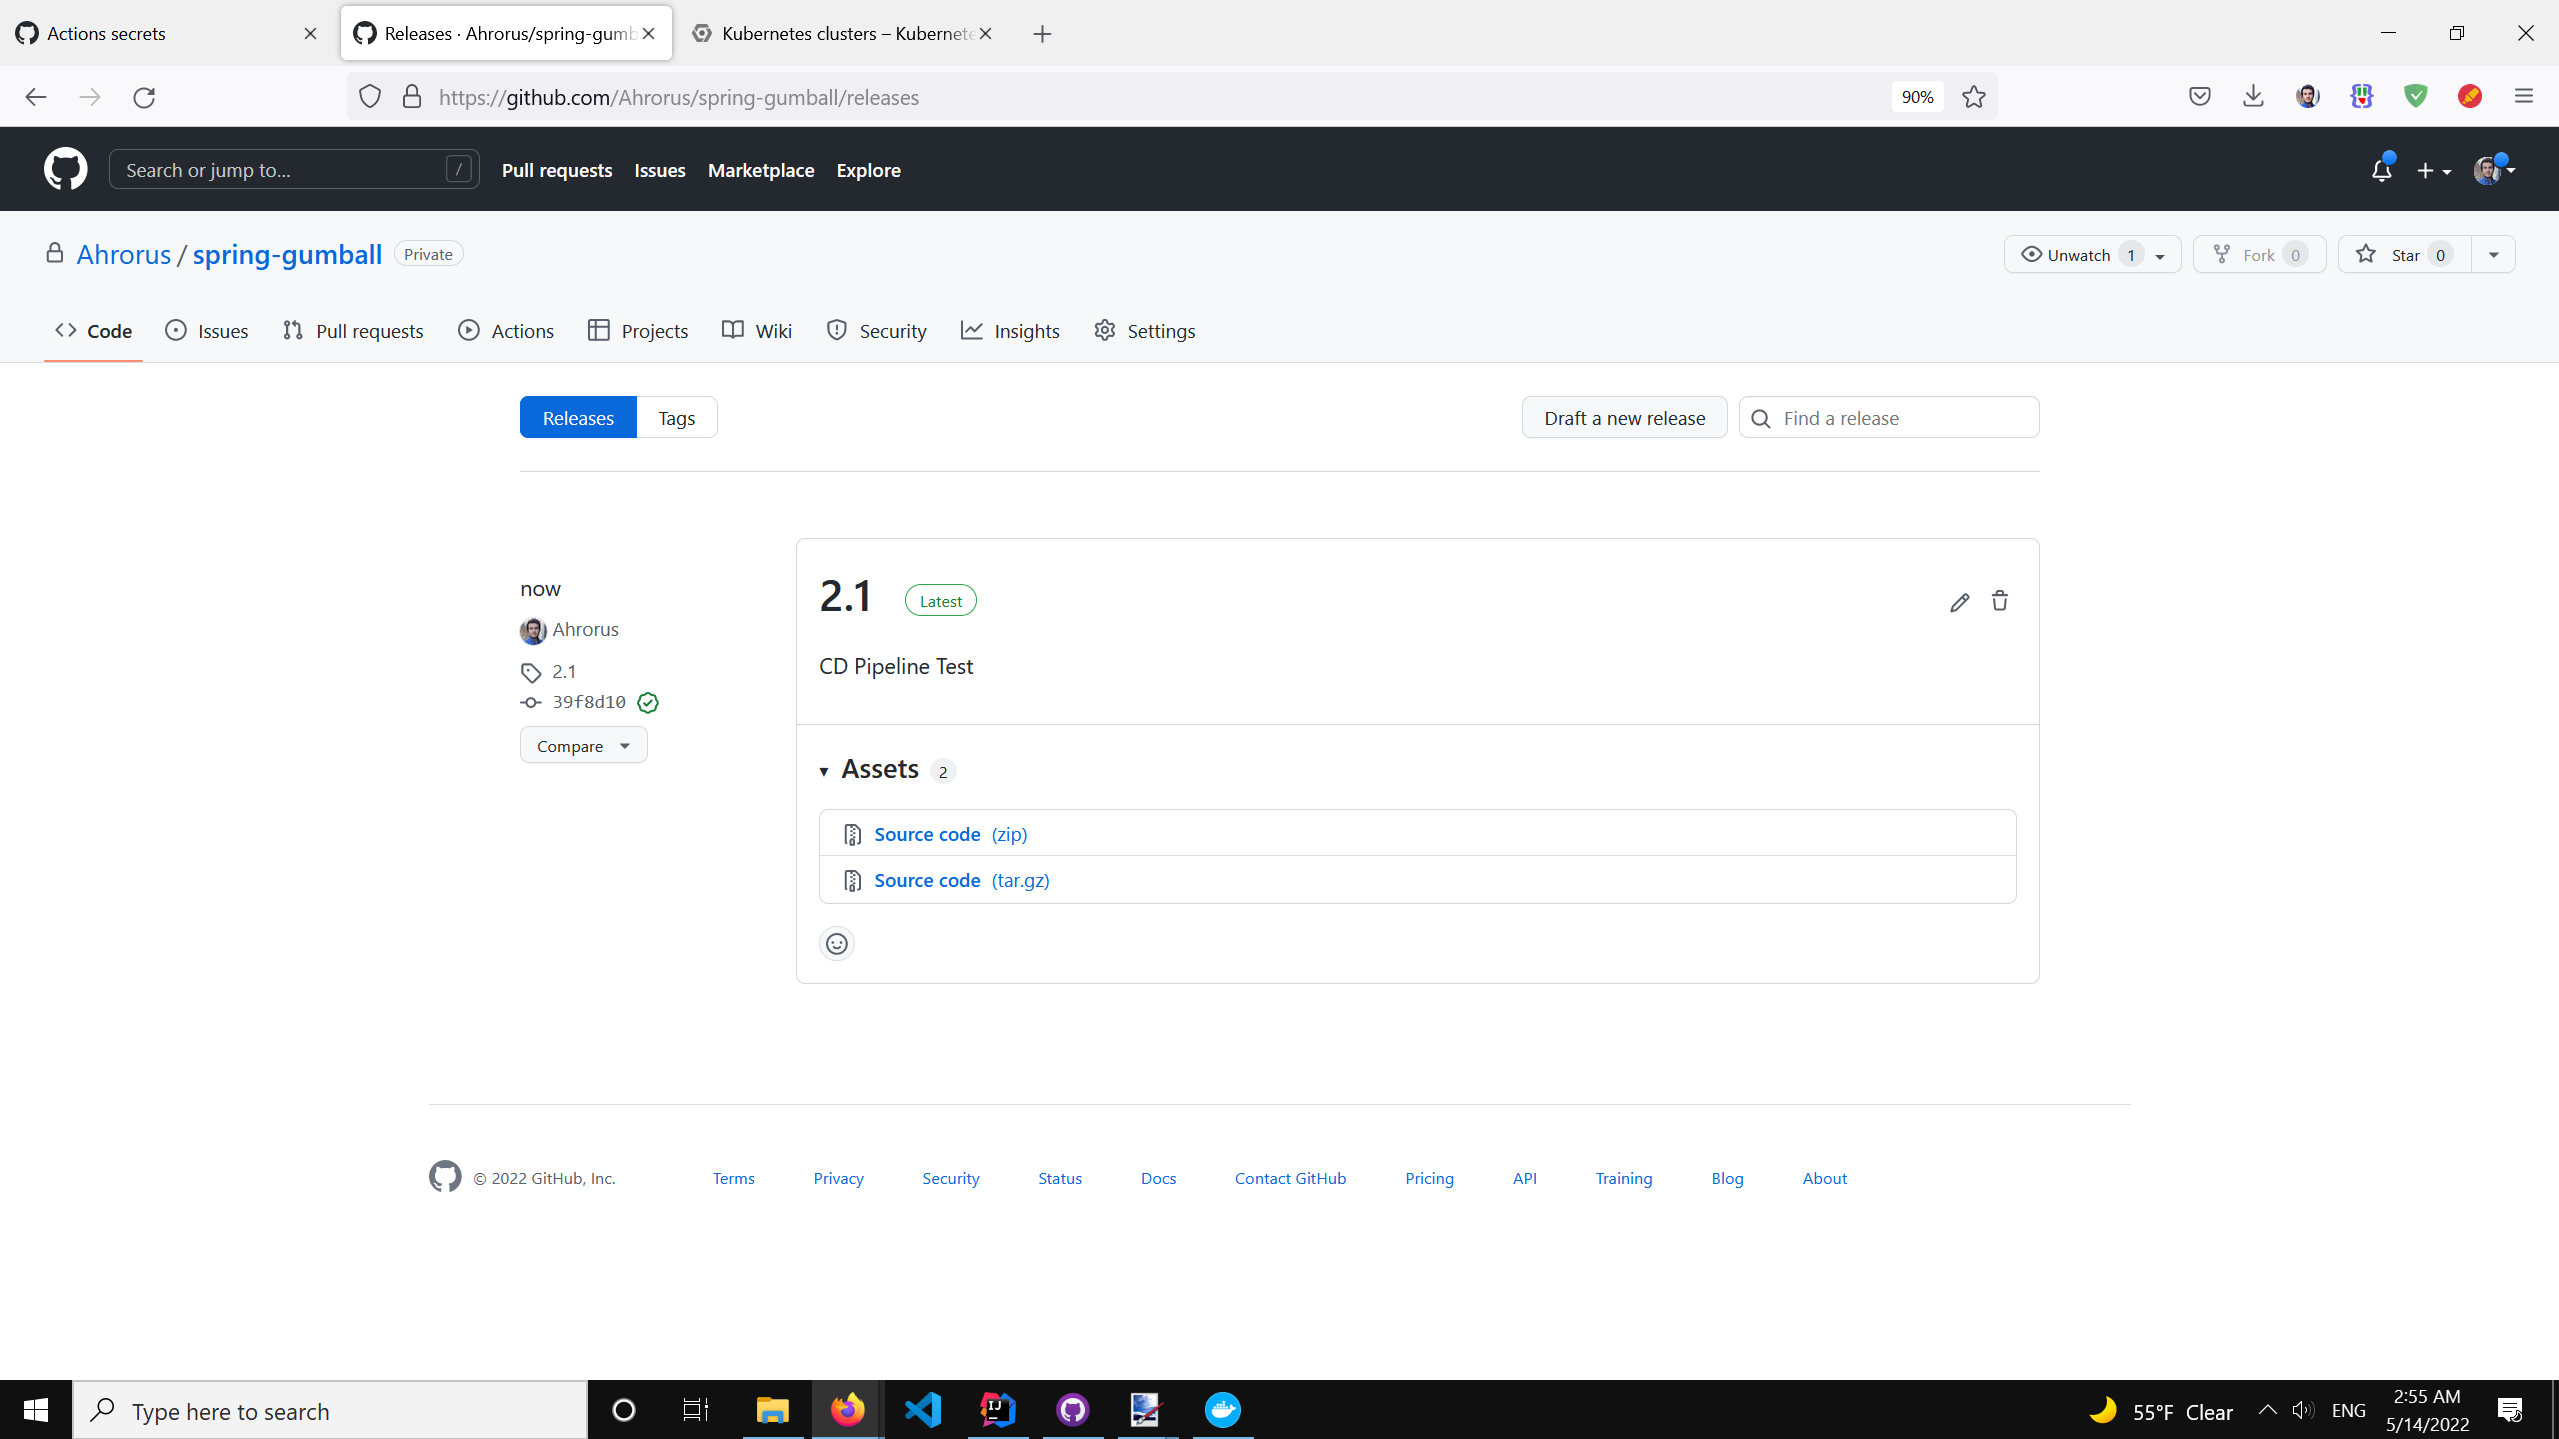 Actions secrets
Releases · Ahrorus/spring-gumb
Kubernetes clusters – Kubernete
https://github.com/Ahrorus/spring-gumball/releases
90%
Search or jump to...
/
Pull requests
Issues
Marketplace
Explore
Ahrorus / spring-gumball
Private
Unwatch 1
Fork 0
Star 0
Code
Issues
Pull requests
Actions
Projects
Wiki
Security
Insights
Settings
Releases
Tags
Draft a new release
Find a release
now
Ahrorus
2.1
39f8d10
Compare
2.1
Latest
CD Pipeline Test
Assets 2
Source code (zip)
Source code (tar.gz)
© 2022 GitHub, Inc.
Terms
Privacy
Security
Status
Docs
Contact GitHub
Pricing
API
Training
Blog
About
Type here to search
IJ
55°F Clear
ENG
2:55 AM
5/14/2022